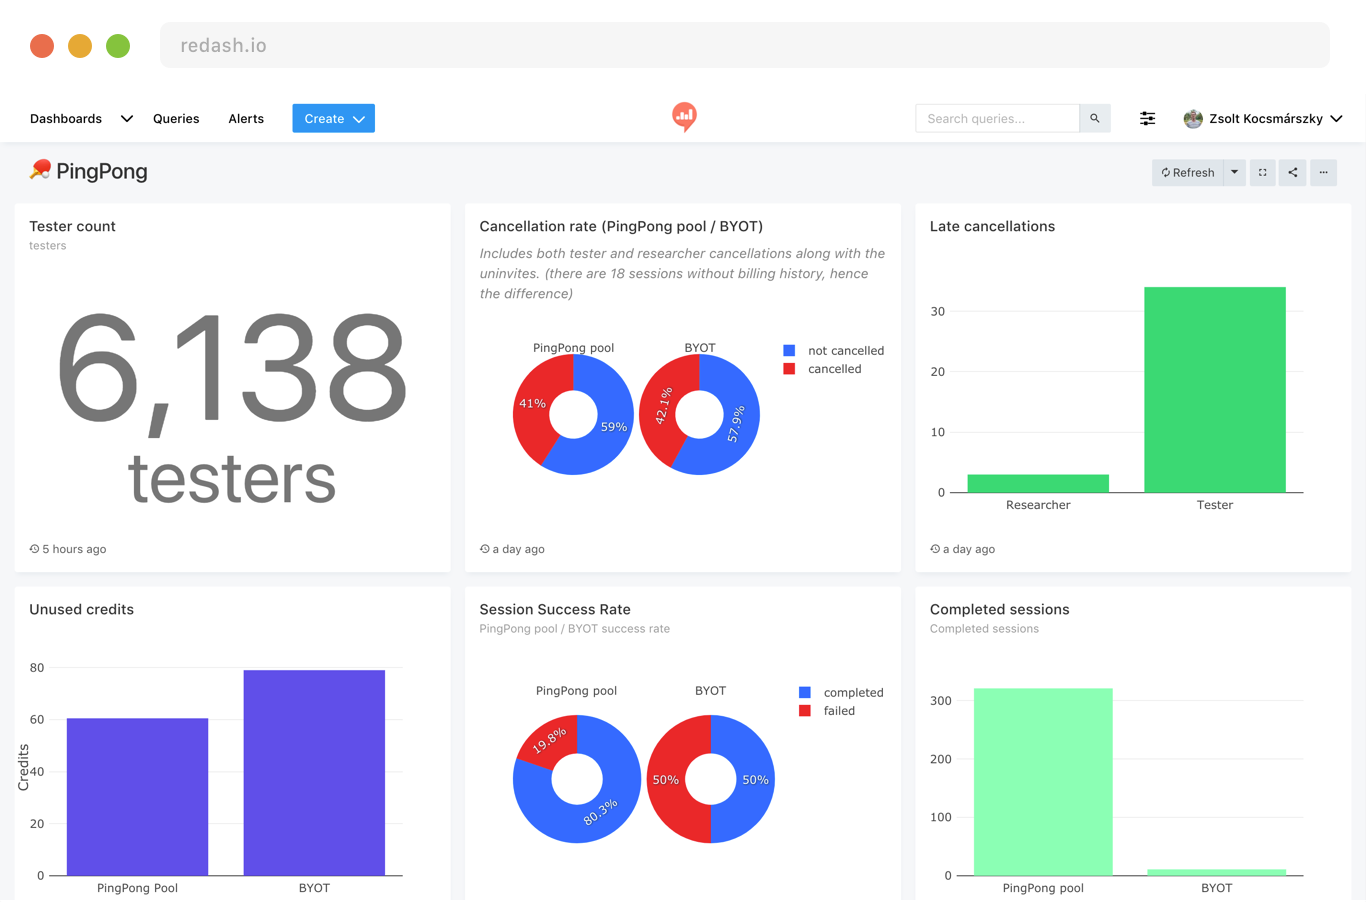 redash.io
Dashboards Queries Alerts Create Search queries... Zsolt Kocsmárszky
PingPong
Refresh
Tester count
testers
6,138
testers
5 hours ago
Cancellation rate (PingPong pool / BYOT)
Includes both tester and researcher cancellations along with the
uninvites. (there are 18 sessions without billing history, hence
the difference)
PingPong pool BYOT
not cancelled
cancelled
41% 59% 42.1% 57.9%
a day ago
Late cancellations
30
20
10
0
Researcher Tester
a day ago
Unused credits
Credits
80
60
40
20
0
PingPong Pool BYOT
Session Success Rate
PingPong pool / BYOT success rate
PingPong pool BYOT
completed
failed
19.8% 80.3% 50% 50%
Completed sessions
Completed sessions
300
200
100
0
PingPong pool BYOT